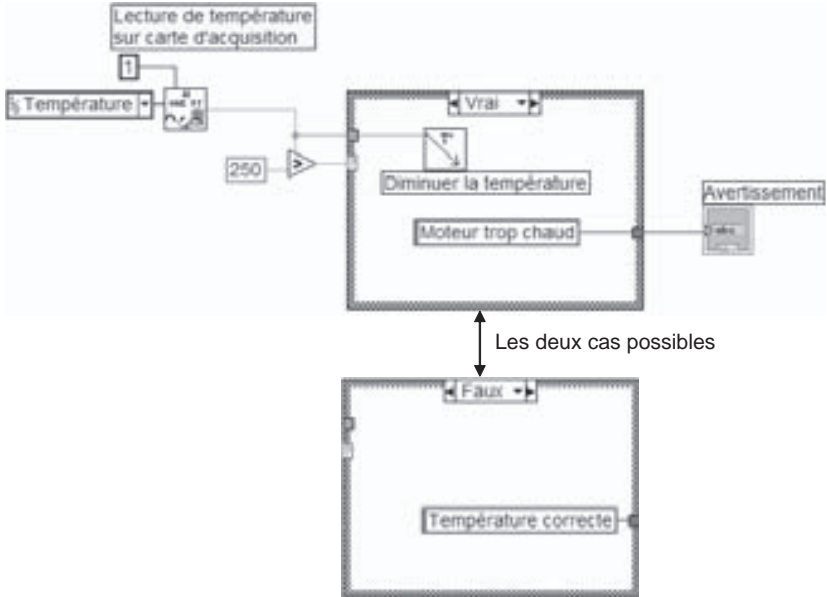 Lecture de température
sur carte d'acquisition
1
Température
Vrai
T°
250
>
Diminuer la température
Avertissement
Moteur trop chaud
abc
Les deux cas possibles
Faux
Température correcte